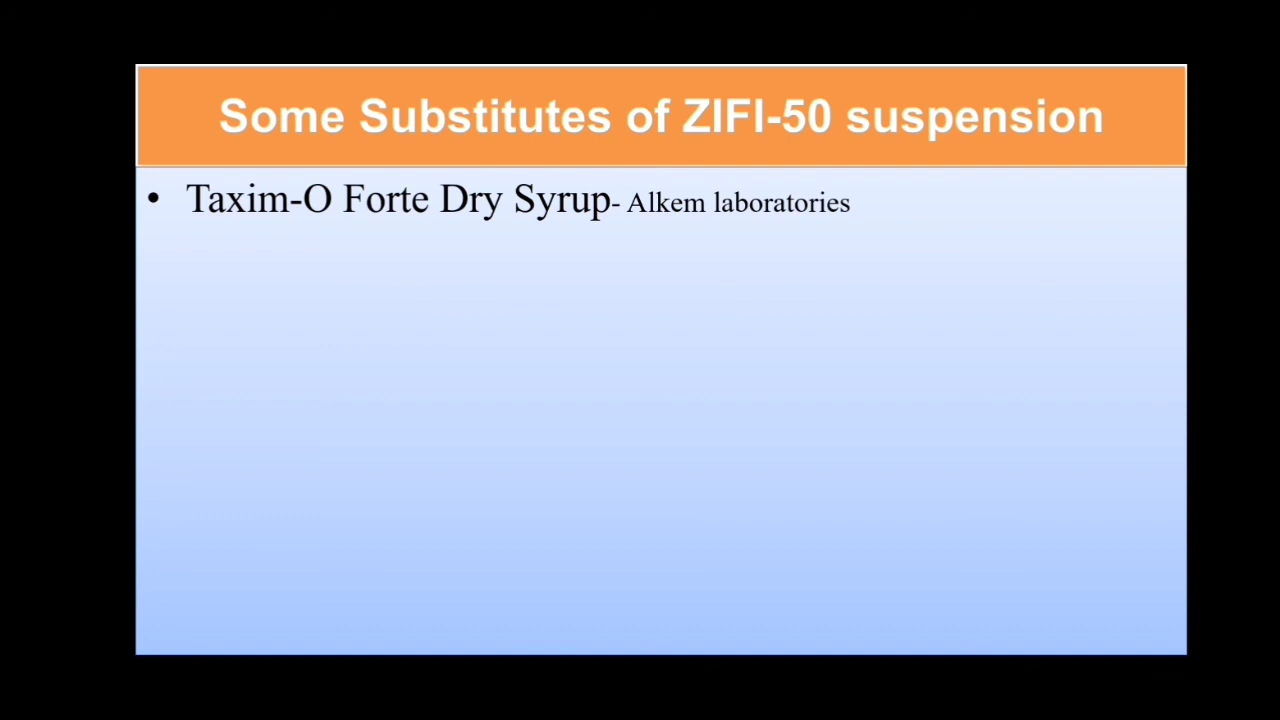 Some Substitutes of ZIFI-50 suspension
• Taxim-O Forte Dry Syrup- Alkem laboratories